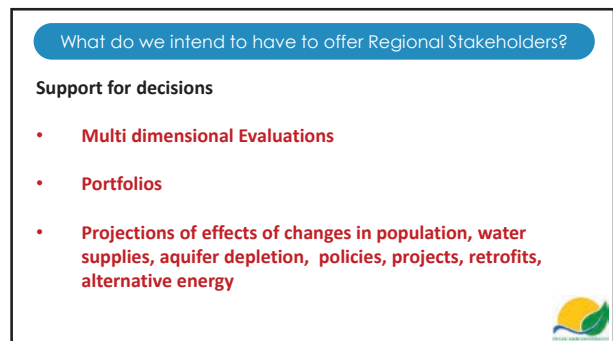 What do we intend to have to offer Regional Stakeholders?
Support for decisions
• Multi dimensional Evaluations
• Portfolios
• Projections of effects of changes in population, water
supplies, aquifer depletion, policies, projects, retrofits,
alternative energy